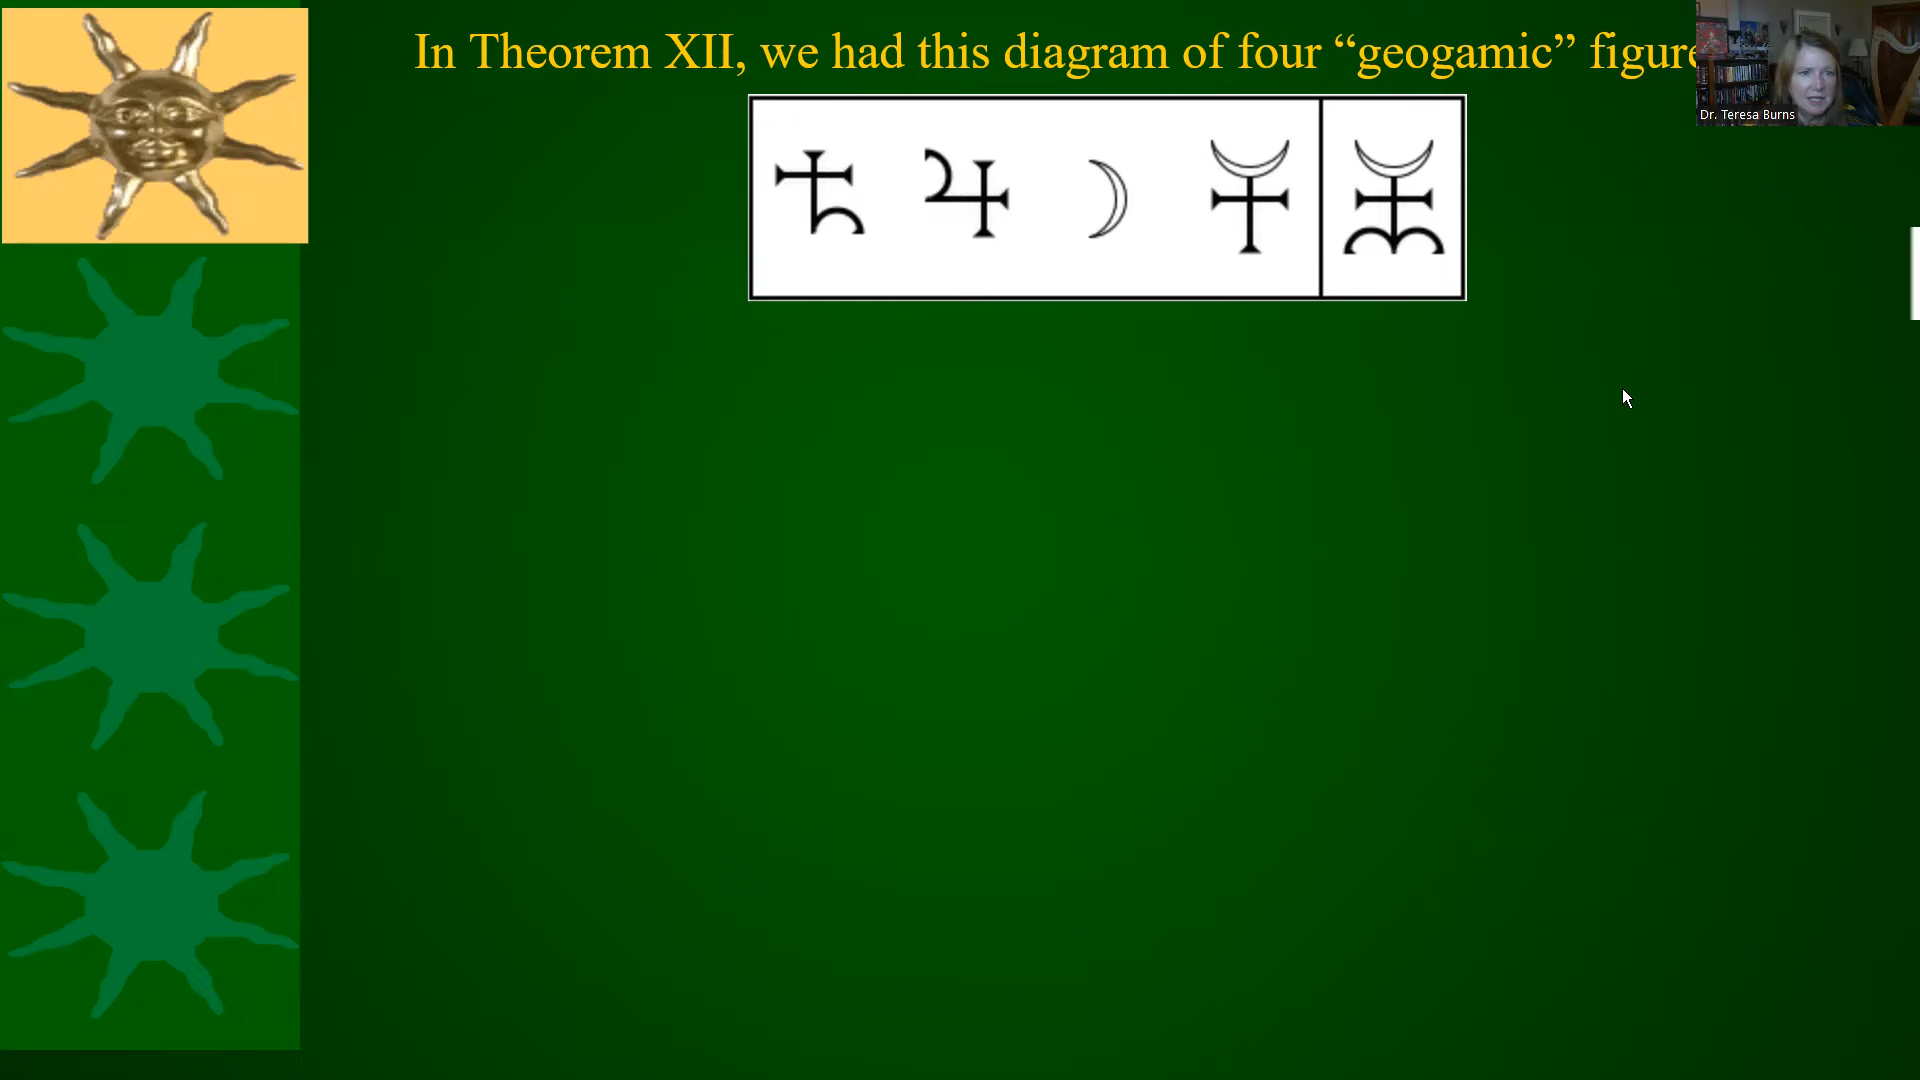 In Theorem XII, we had this diagram of four “geogamic” figure
Dr. Teresa Burns